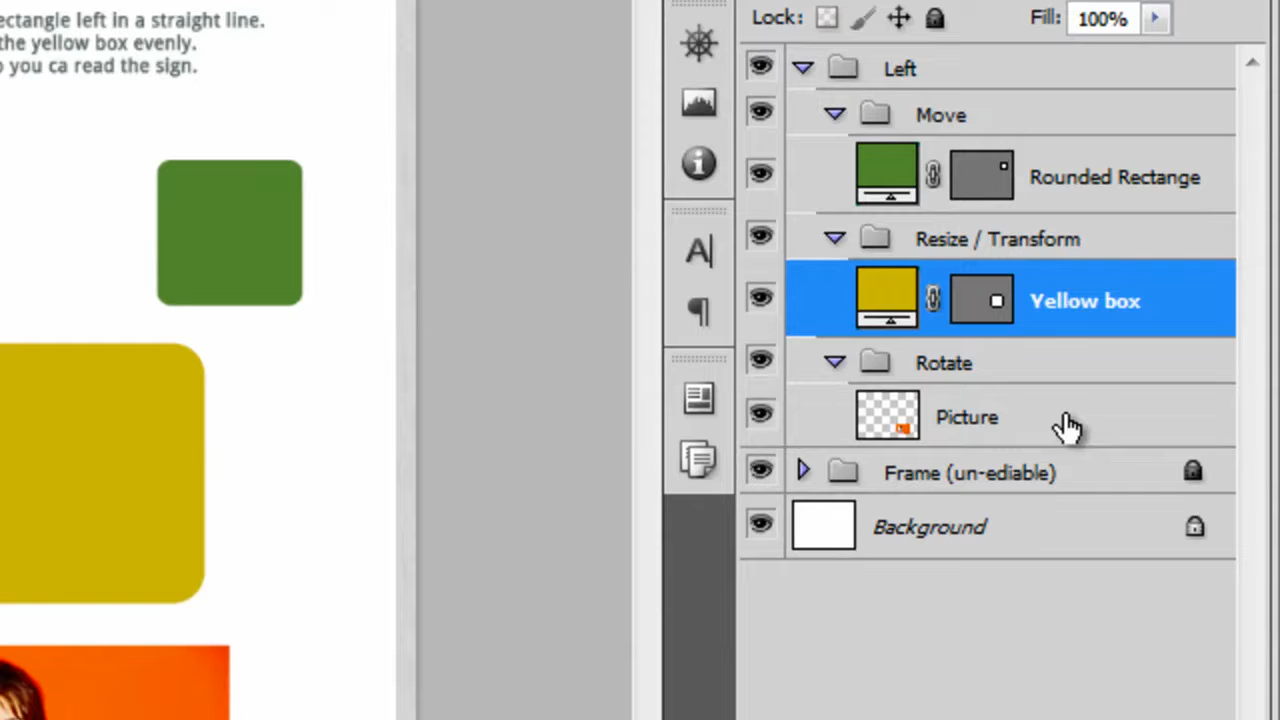 ectangle left in a straight line.
the yellow box evenly.
o you ca read the sign.
Lock:
Fill: 100%
Left
Move
Rounded Rectange
Resize / Transform
Yellow box
Rotate
Picture
Frame (un-ediable)
Background